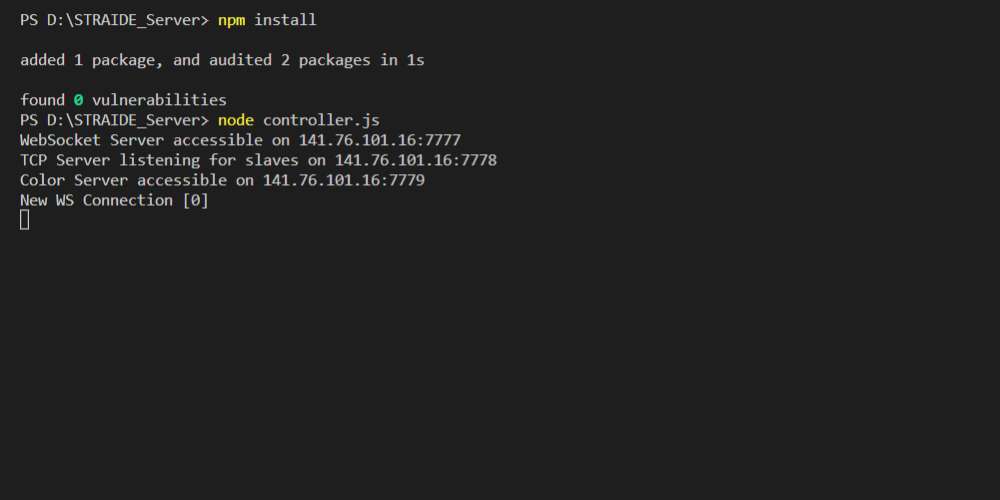 PS D:\STRAIDE_Server> npm install
added 1 package, and audited 2 packages in 1s
found 0 vulnerabilities
PS D:\STRAIDE_Server> node controller.js
WebSocket Server accessible on 141.76.101.16:7777
TCP Server listening for slaves on 141.76.101.16:7778
Color Server accessible on 141.76.101.16:7779
New WS Connection [0]